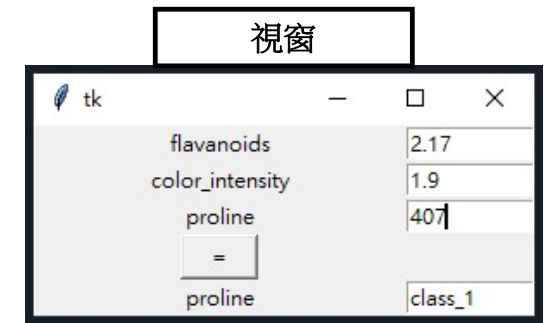 視窗
tk
flavanoids 2.17
color_intensity 1.9
proline 407
=
proline class_1